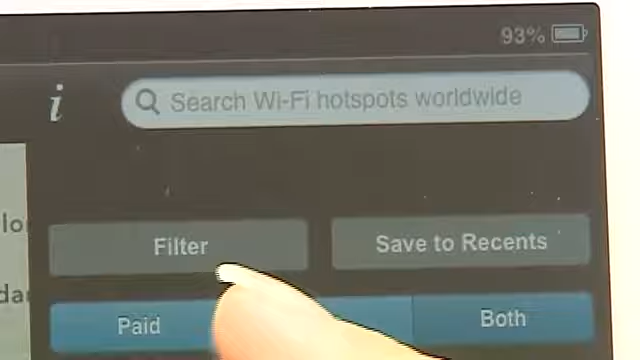 93%
i
Search Wi-Fi hotspots worldwide
Filter
Save to Recents
Paid
Both